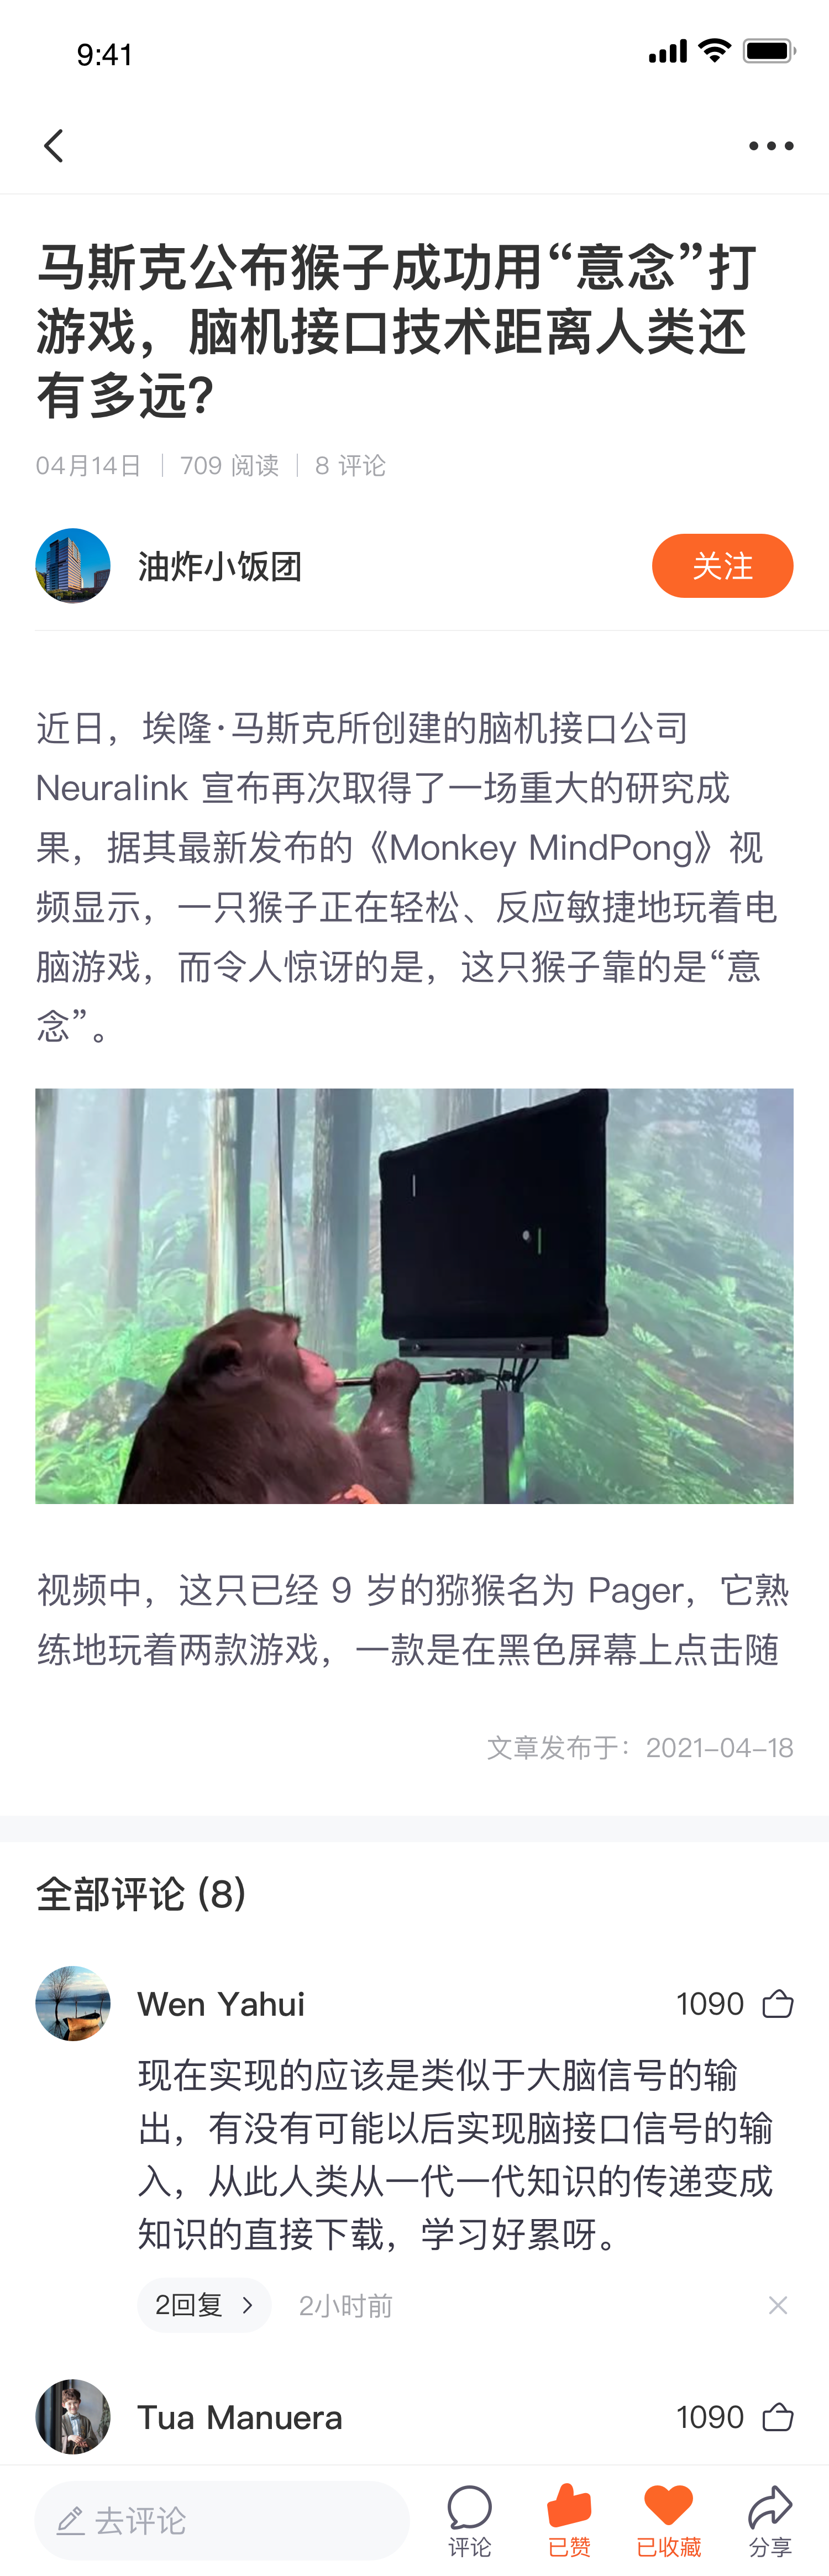 9:41
马斯克公布猴子成功用“意念”打
游戏，脑机接口技术距离人类还
有多远？
04月14日 709 阅读 8 评论
油炸小饭团 关注
近日，埃隆·马斯克所创建的脑机接口公司
Neuralink 宣布再次取得了一场重大的研究成
果，据其最新发布的《Monkey MindPong》视
频显示，一只猴子正在轻松、反应敏捷地玩着电
脑游戏，而令人惊讶的是，这只猴子靠的是“意
念”。
视频中，这只已经 9 岁的猕猴名为 Pager，它熟
练地玩着两款游戏，一款是在黑色屏幕上点击随
文章发布于：2021-04-18
全部评论 (8)
Wen Yahui 1090
现在实现的应该是类似于大脑信号的输
出，有没有可能以后实现脑接口信号的输
入，从此人类从一代一代知识的传递变成
知识的直接下载，学习好累呀。
2回复 2小时前
Tua Manuera 1090
去评论 评论 已赞 已收藏 分享